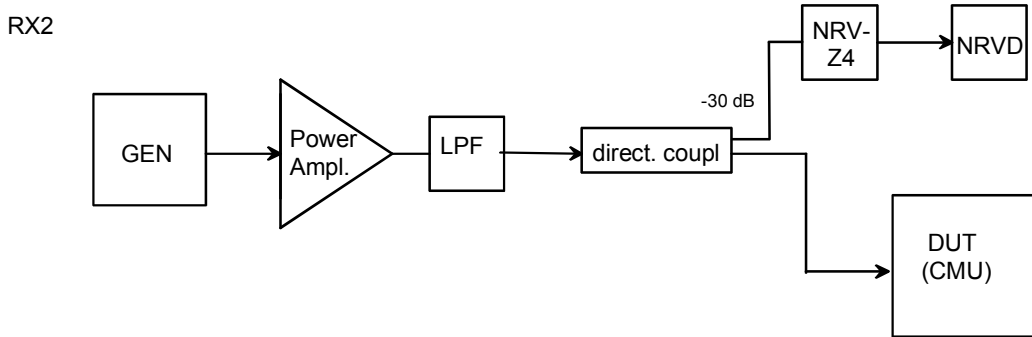 RX2
NRV-
Z4
NRVD
-30 dB
GEN
Power
Ampl.
LPF
direct. coupl
DUT
(CMU)